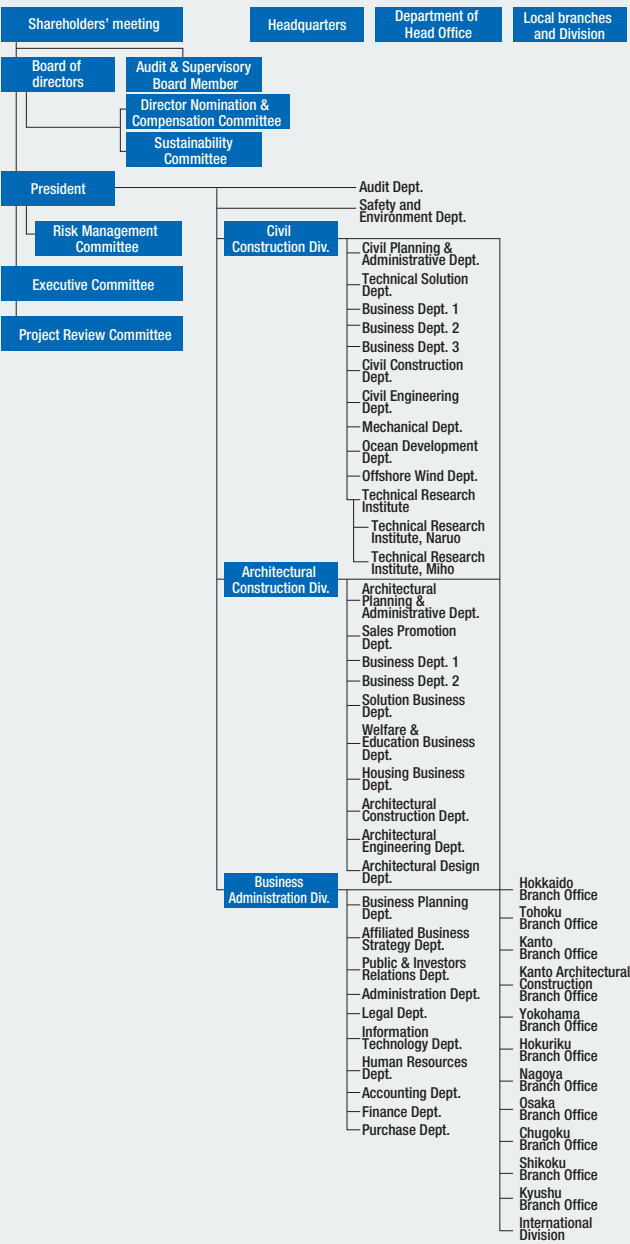 Shareholders’ meeting
Headquarters
Department of
Head Office
Local branches
and Division
Board of
directors
Audit & Supervisory
Board Member
Director Nomination &
Compensation Committee
Sustainability
Committee
President
Risk Management
Committee
Executive Committee
Project Review Committee
Audit Dept.
Safety and
Environment Dept.
Civil
Construction Div.
Civil Planning &
Administrative Dept.
Technical Solution
Dept.
Business Dept. 1
Business Dept. 2
Business Dept. 3
Civil Construction
Dept.
Civil Engineering
Dept.
Mechanical Dept.
Ocean Development
Dept.
Offshore Wind Dept.
Technical Research
Institute
Technical Research
Institute, Naruo
Technical Research
Institute, Miho
Architectural
Construction Div.
Architectural
Planning &
Administrative Dept.
Sales Promotion
Dept.
Business Dept. 1
Business Dept. 2
Solution Business
Dept.
Welfare &
Education Business
Dept.
Housing Business
Dept.
Architectural
Construction Dept.
Architectural
Engineering Dept.
Architectural Design
Dept.
Business
Administration Div.
Business Planning
Dept.
Affiliated Business
Strategy Dept.
Public & Investors
Relations Dept.
Administration Dept.
Legal Dept.
Information
Technology Dept.
Human Resources
Dept.
Accounting Dept.
Finance Dept.
Purchase Dept.
Hokkaido
Branch Office
Tohoku
Branch Office
Kanto
Branch Office
Kanto Architectural
Construction
Branch Office
Yokohama
Branch Office
Hokuriku
Branch Office
Nagoya
Branch Office
Osaka
Branch Office
Chugoku
Branch Office
Shikoku
Branch Office
Kyushu
Branch Office
International
Division